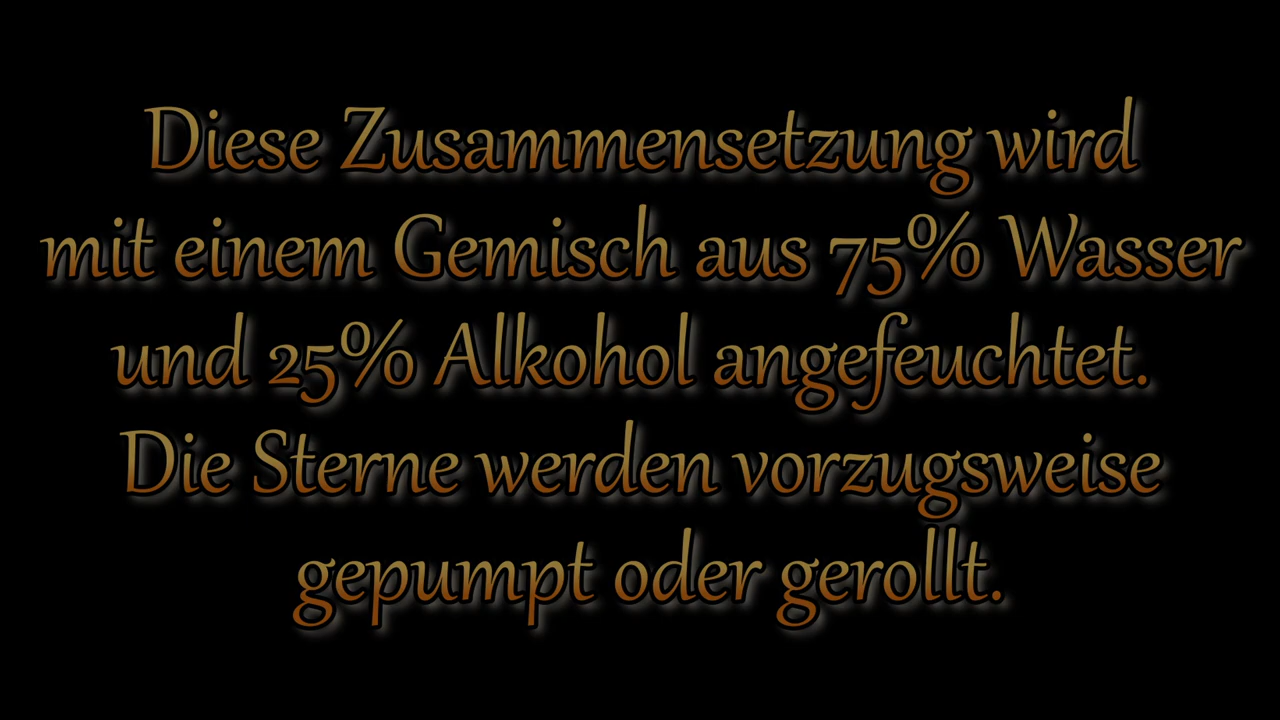 Diese Zusammensetzung wird
mit einem Gemisch aus 75% Wasser
und 25% Alkohol angefeuchtet.
Die Sterne werden vorzugsweise
gepumpt oder gerollt.